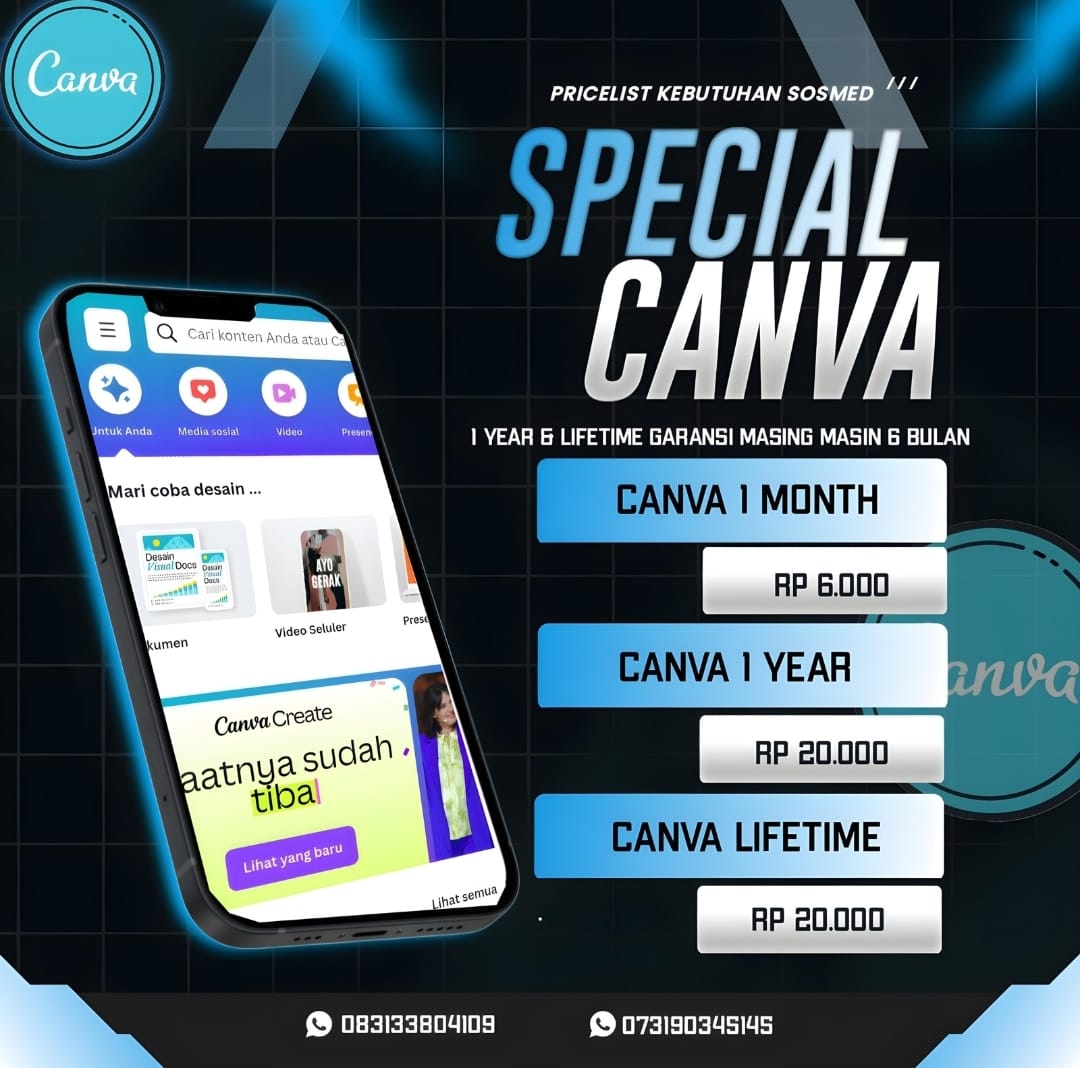 Canva
PRICELIST KEBUTUHAN SOSMED
SPECIAL
CANVA
1 YEAR & LIFETIME GARANSI MASING MASIN 6 BULAN
CANVA 1 MONTH
RP 6.000
CANVA 1 YEAR
RP 20.000
CANVA LIFETIME
RP 20.000
anva
Cari konten Anda atau Ca
Untuk Anda
Media sosial
Video
Presen
Mari coba desain ...
Desain
Visual Docs
Desain
Visual
Docs
AYO
GERAK
kumen
Video Seluler
Prese
Canva Create
aatnya sudah
tiba
Lihat yang baru
Lihat semua
083133804109
073190345145